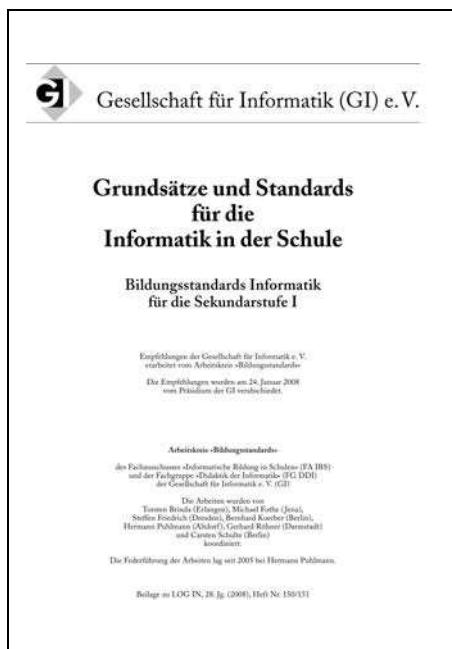 GI
Gesellschaft für Informatik (GI) e. V.
Grundsätze und Standards
für die
Informatik in der Schule
Bildungsstandards Informatik
für die Sekundarstufe I
Empfehlungen der Gesellschaft für Informatik e. V.
erarbeitet vom Arbeitskreis »Bildungsstandards«
Die Empfehlungen wurden am 24. Januar 2008
vom Präsidium der GI verabschiedet.
Arbeitskreis »Bildungsstandards«
des Fachausschusses »Informatische Bildung in Schulen« (FA IBS)
und der Fachgruppe »Didaktik der Informatik« (FG DDI)
der Gesellschaft für Informatik e. V. (GI)
Die Arbeiten wurden von
Torsten Brinda (Erlangen), Michael Fothe (Jena),
Steffen Friedrich (Dresden), Bernhard Koerber (Berlin),
Hermann Puhlmann (Altdorf), Gerhard Röhner (Darmstadt)
und Carsten Schulte (Berlin)
koordiniert.
Die Federführung der Arbeiten lag seit 2005 bei Hermann Puhlmann.
Beilage zu LOG IN, 28. Jg. (2008), Heft Nr. 150/151